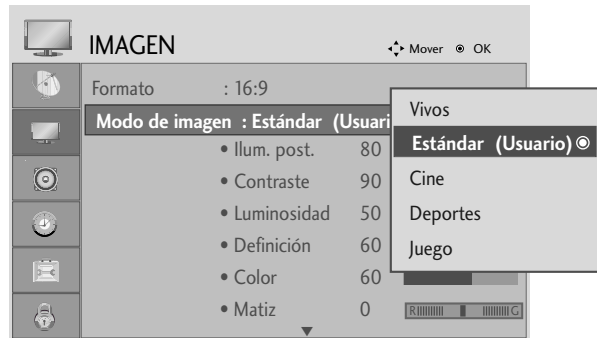 IMAGEN
Mover OK
Formato : 16:9
Modo de imagen : Estándar (Usuari
• Ilum. post. 80
• Contraste 90
• Luminosidad 50
• Definición 60
• Color 60
• Matiz 0
R G
Vivos
Estándar (Usuario)
Cine
Deportes
Juego